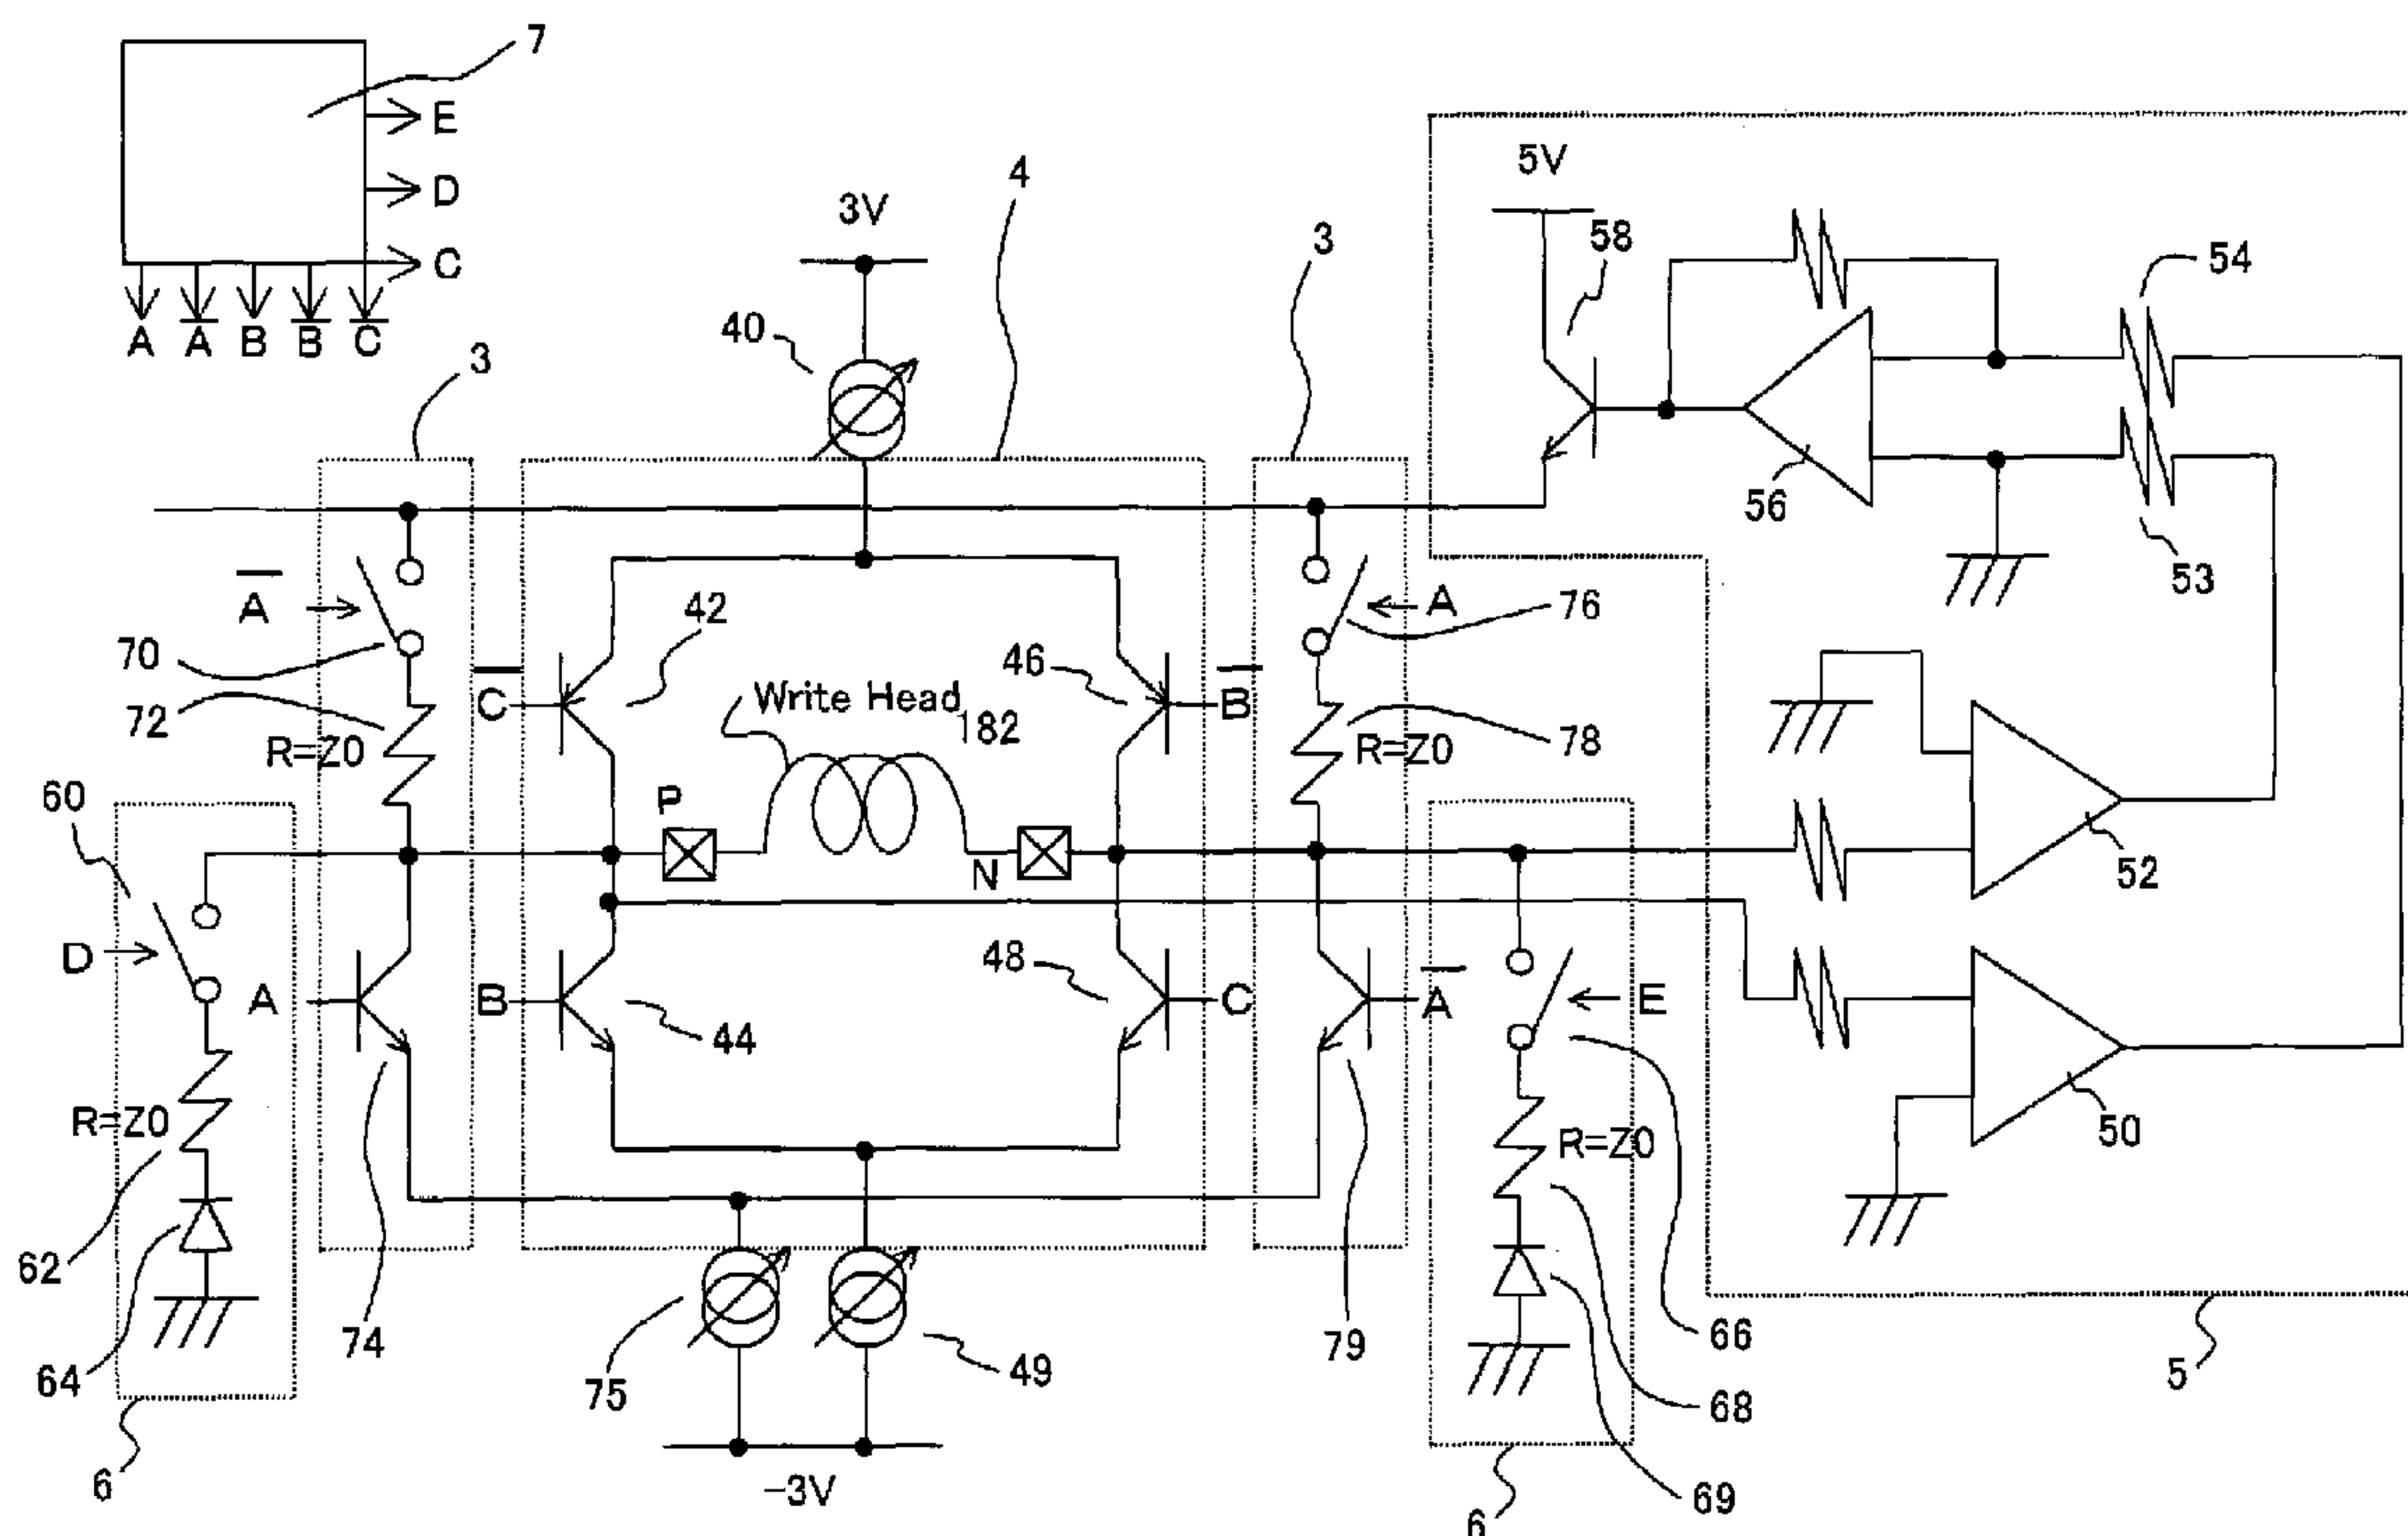 7
E
D
C
A A̅ B B̅ C̅
5V
58
54
3V
4
3
3
40
56
53
A̅
70
72
R=Z0
42
C̅
46
B̅
Write Head
182
A
76
78
R=Z0
60
P
N
52
D
A
B
44
48
C
A̅
E
R=Z0
62
64
74
75
49
79
R=Z0
66
68
69
50
5
6
-3V
6